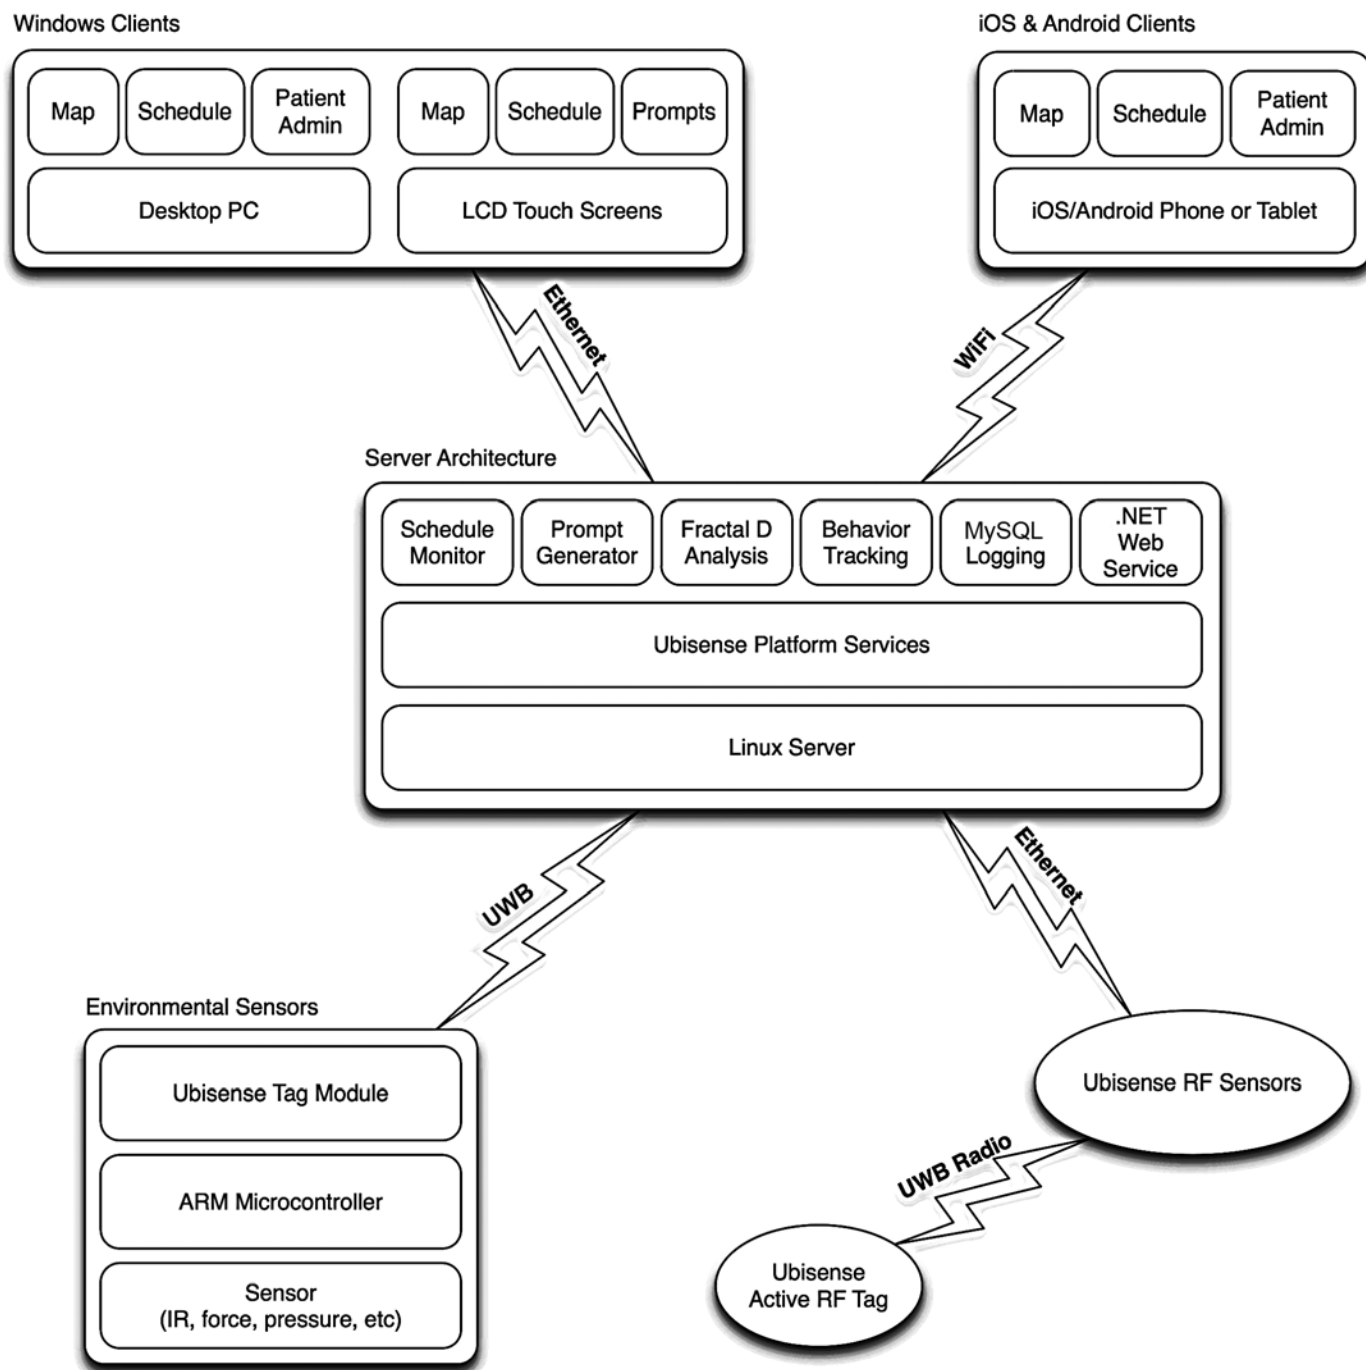 Windows Clients
iOS & Android Clients
Map
Schedule
Patient
Admin
Map
Schedule
Prompts
Map
Schedule
Patient
Admin
Desktop PC
LCD Touch Screens
iOS/Android Phone or Tablet
Ethernet
WiFi
Server Architecture
Schedule
Monitor
Prompt
Generator
Fractal D
Analysis
Behavior
Tracking
MySQL
Logging
.NET
Web
Service
Ubisense Platform Services
Linux Server
UWB
Ethernet
Environmental Sensors
Ubisense Tag Module
ARM Microcontroller
Sensor
(IR, force, pressure, etc)
Ubisense RF Sensors
UWB Radio
Ubisense
Active RF Tag